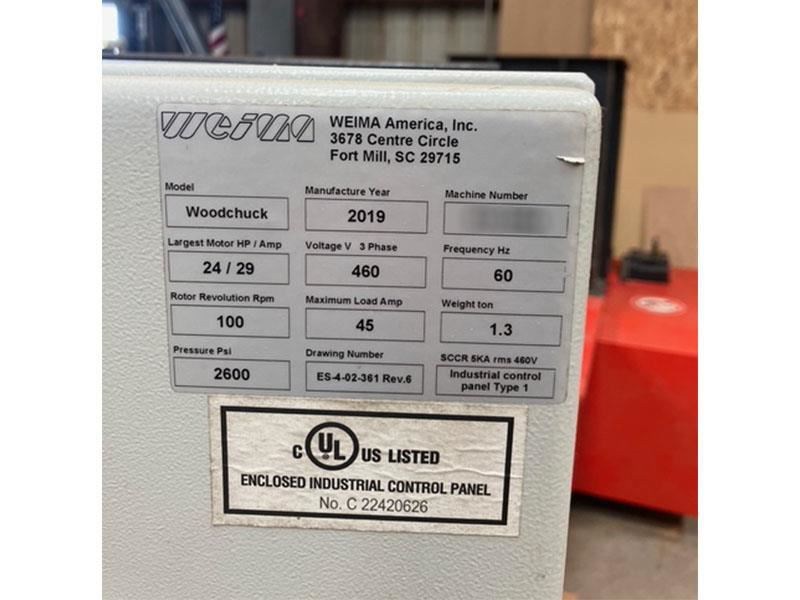 WEIMA
WEIMA America, Inc.
3678 Centre Circle
Fort Mill, SC 29715
Model
Woodchuck
Manufacture Year
2019
Machine Number
Largest Motor HP / Amp
24 / 29
Voltage V 3 Phase
460
Frequency Hz
60
Rotor Revolution Rpm
100
Maximum Load Amp
45
Weight ton
1.3
Pressure Psi
2600
Drawing Number
ES-4-02-361 Rev.6
SCCR 5KA rms 460V
Industrial control
panel Type 1
C UL US LISTED
ENCLOSED INDUSTRIAL CONTROL PANEL
No. C 22420626